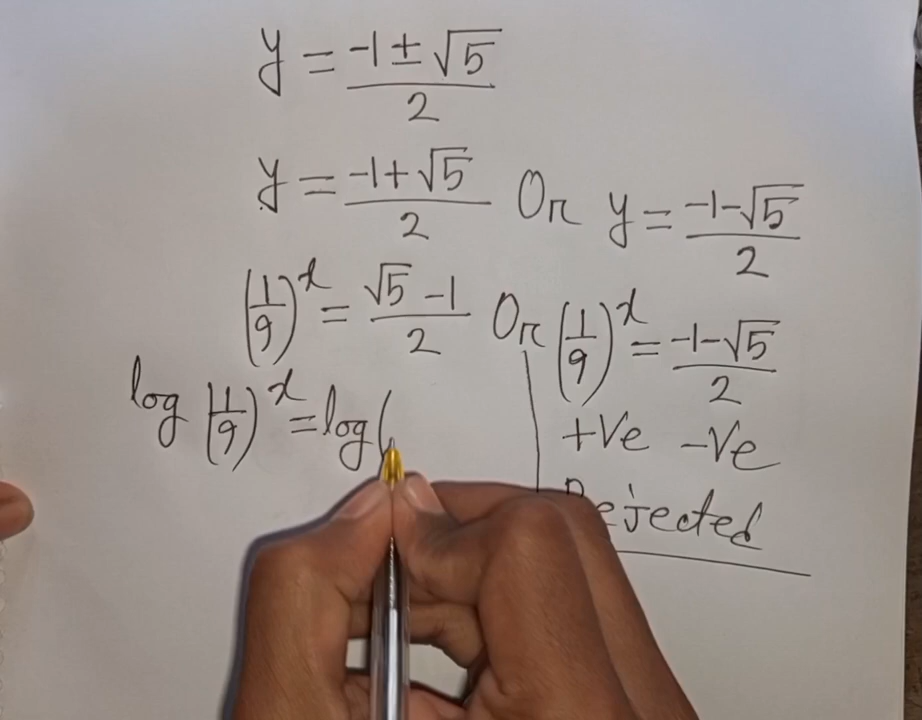 y = (-1 ± √5)/2
y = (-1 + √5)/2 Or y = (-1-√5)/2
(1/9)^x = (√5 - 1)/2 Or (1/9)^x = (-1-√5)/2
log (1/9)^x = log( +Ve -Ve
Rejected